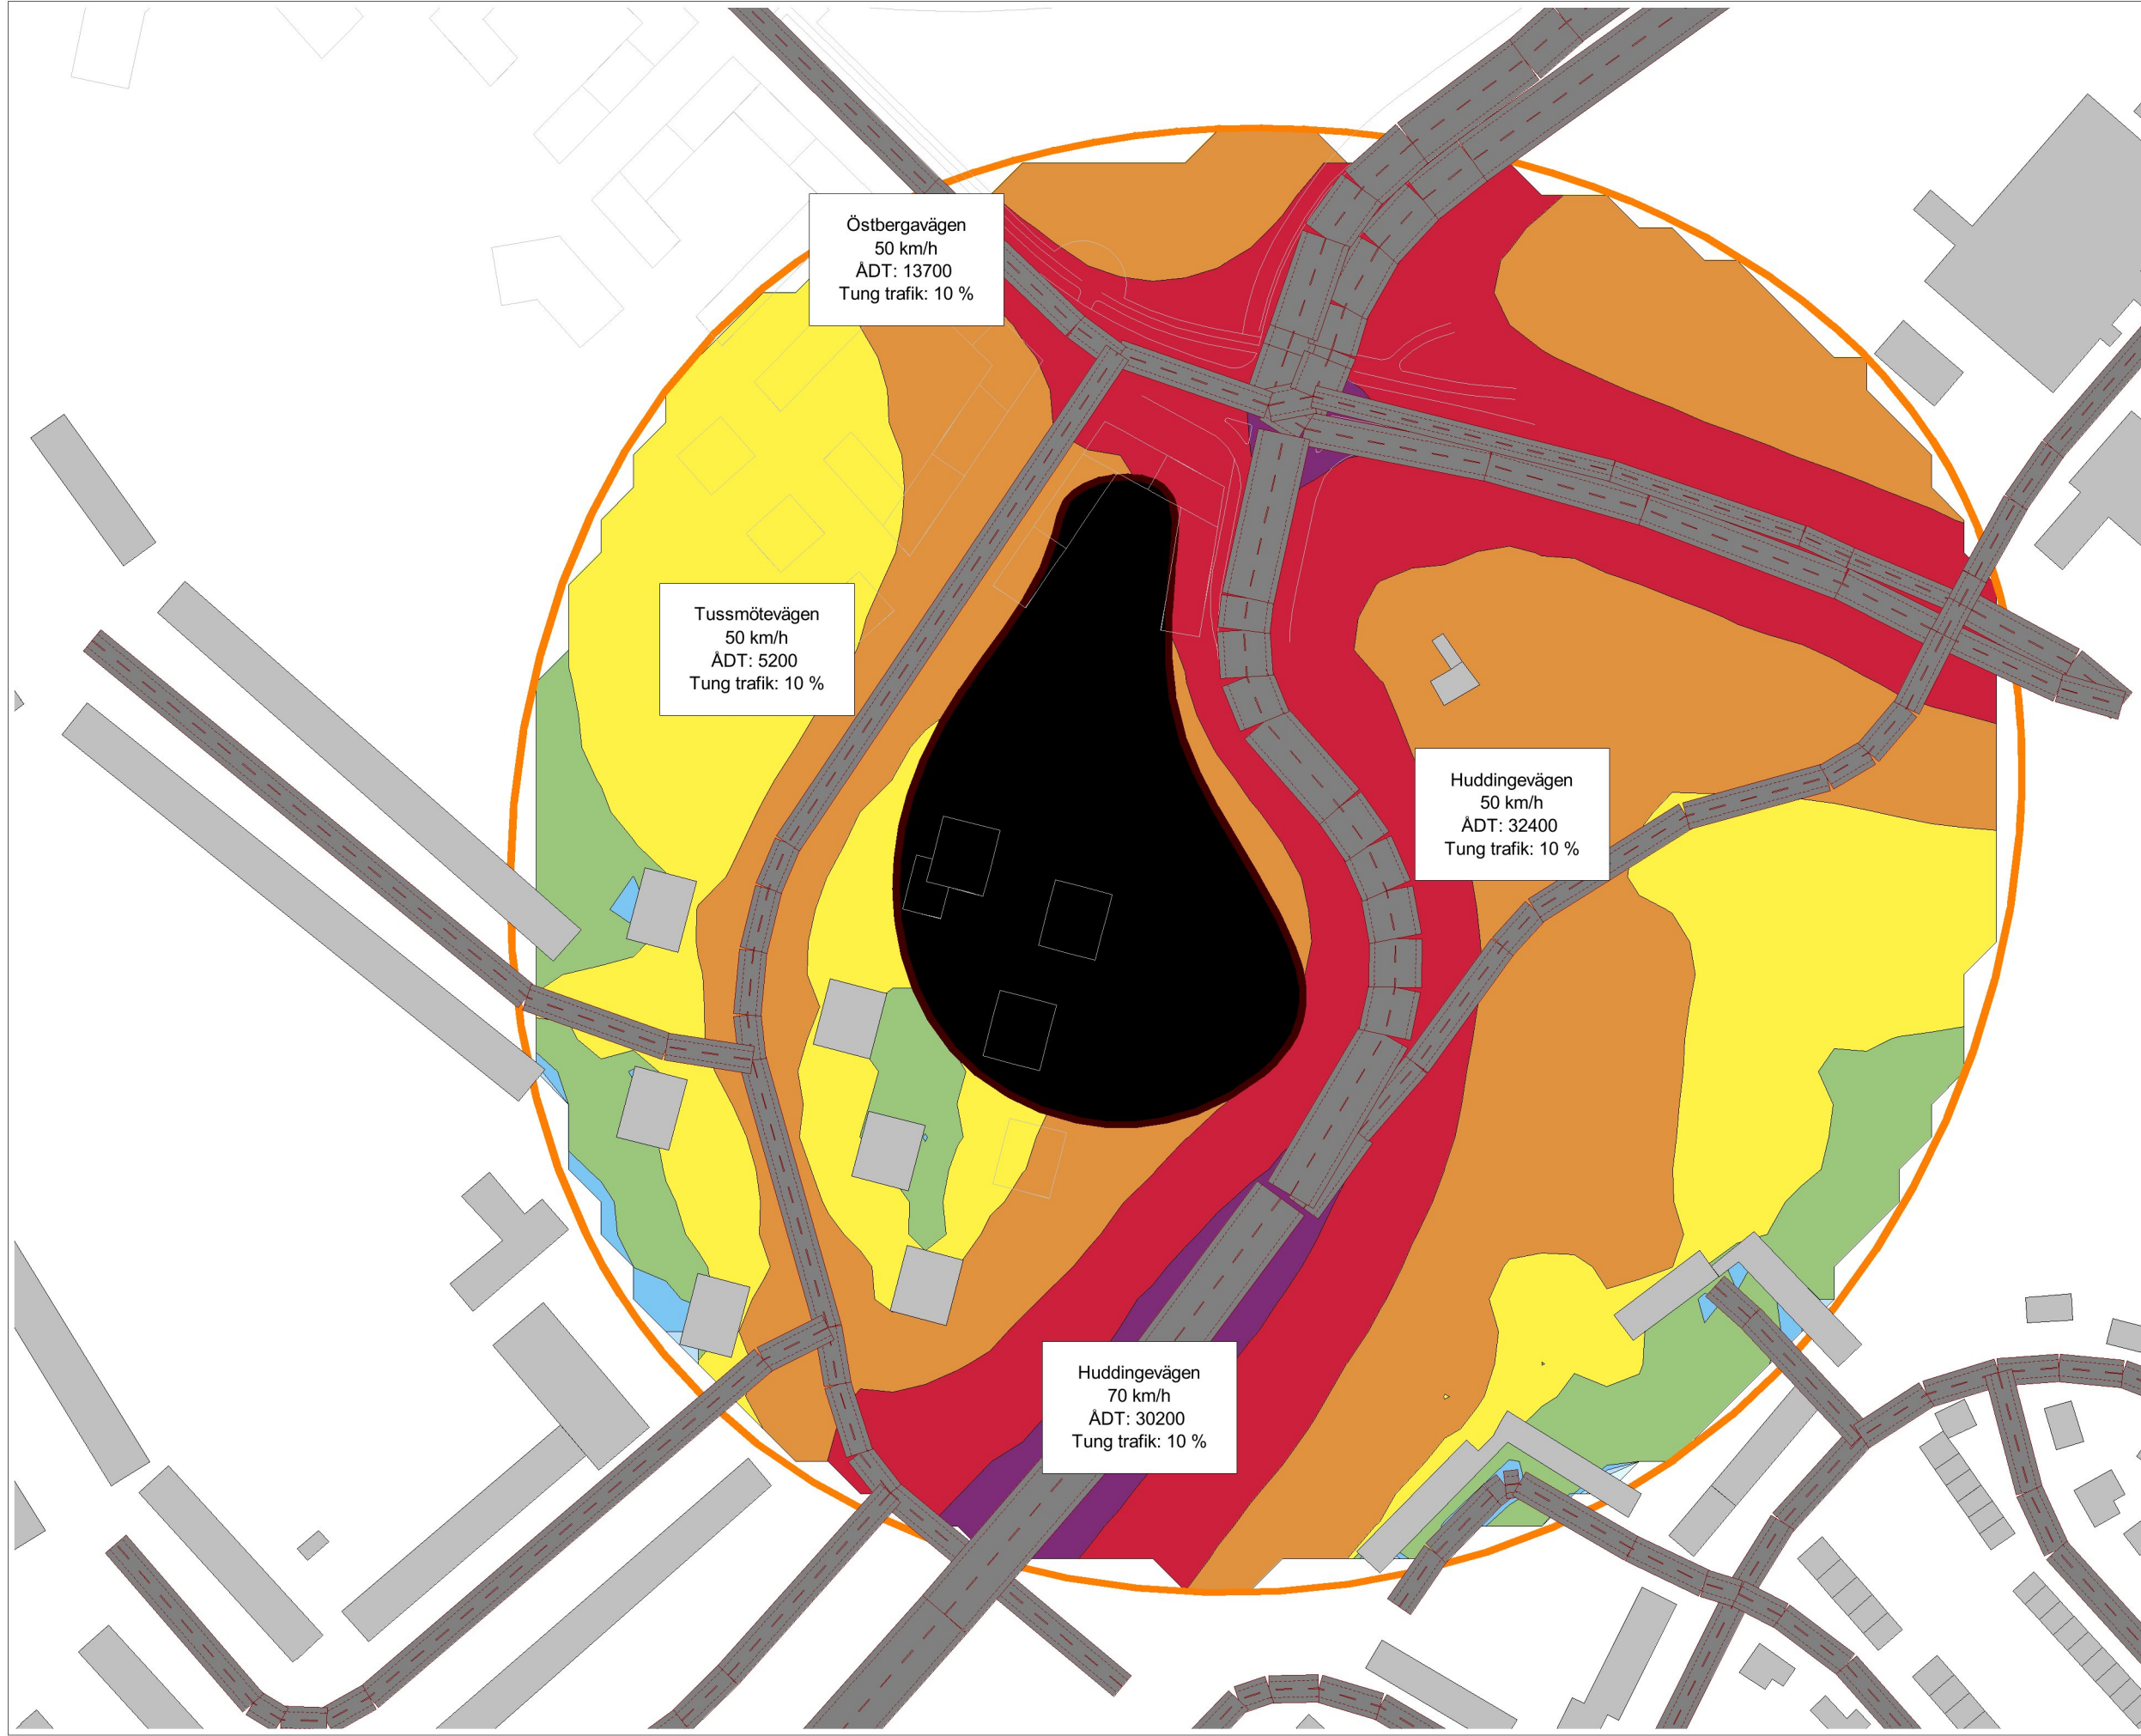 Östbergavägen
50 km/h
ÅDT: 13700
Tung trafik: 10 %
Tussmötevägen
50 km/h
ÅDT: 5200
Tung trafik: 10 %
Huddingevägen
50 km/h
ÅDT: 32400
Tung trafik: 10 %
Huddingevägen
70 km/h
ÅDT: 30200
Tung trafik: 10 %